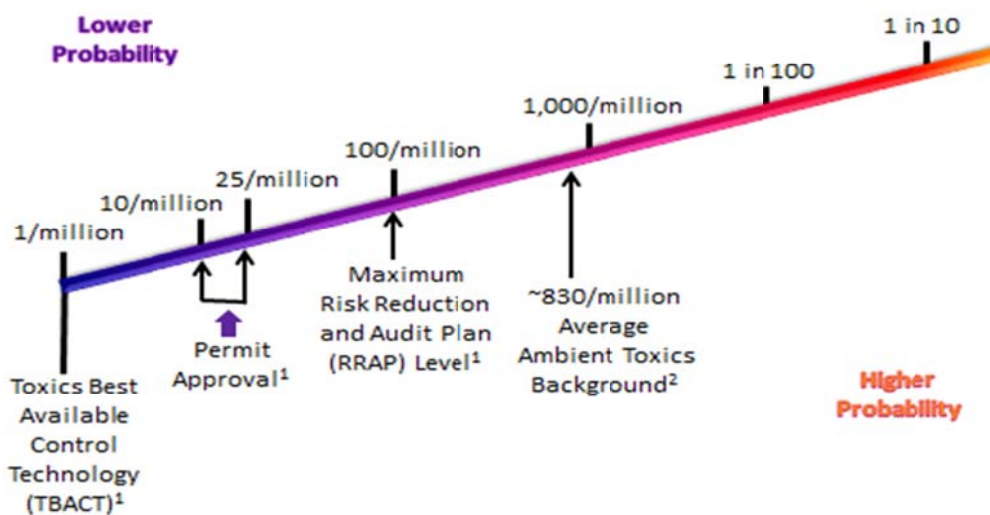 Lower
Probability
1 in 10
1 in 100
1,000/million
100/million
25/million
10/million
1/million
Maximum
Risk Reduction
and Audit Plan
(RRAP) Level¹
~830/million
Average
Ambient Toxics
Background²
Permit
Approval¹
Toxics Best
Available
Control
Technology
(TBACT)¹
Higher
Probability